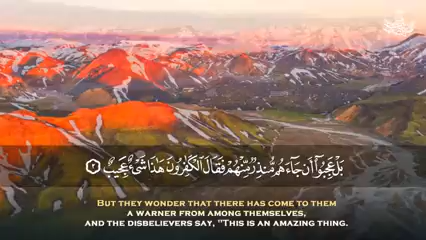 بَلْ عَجِبُوٓا۟ أَن جَآءَهُم مُّنذِرٌ مِّنْهُمْ فَقَالَ ٱلْكَٰفِرُونَ هَٰذَا شَىْءٌ عَجِيبٌ
BUT THEY WONDER THAT THERE HAS COME TO THEM
A WARNER FROM AMONG THEMSELVES,
AND THE DISBELIEVERS SAY, "THIS IS AN AMAZING THING.